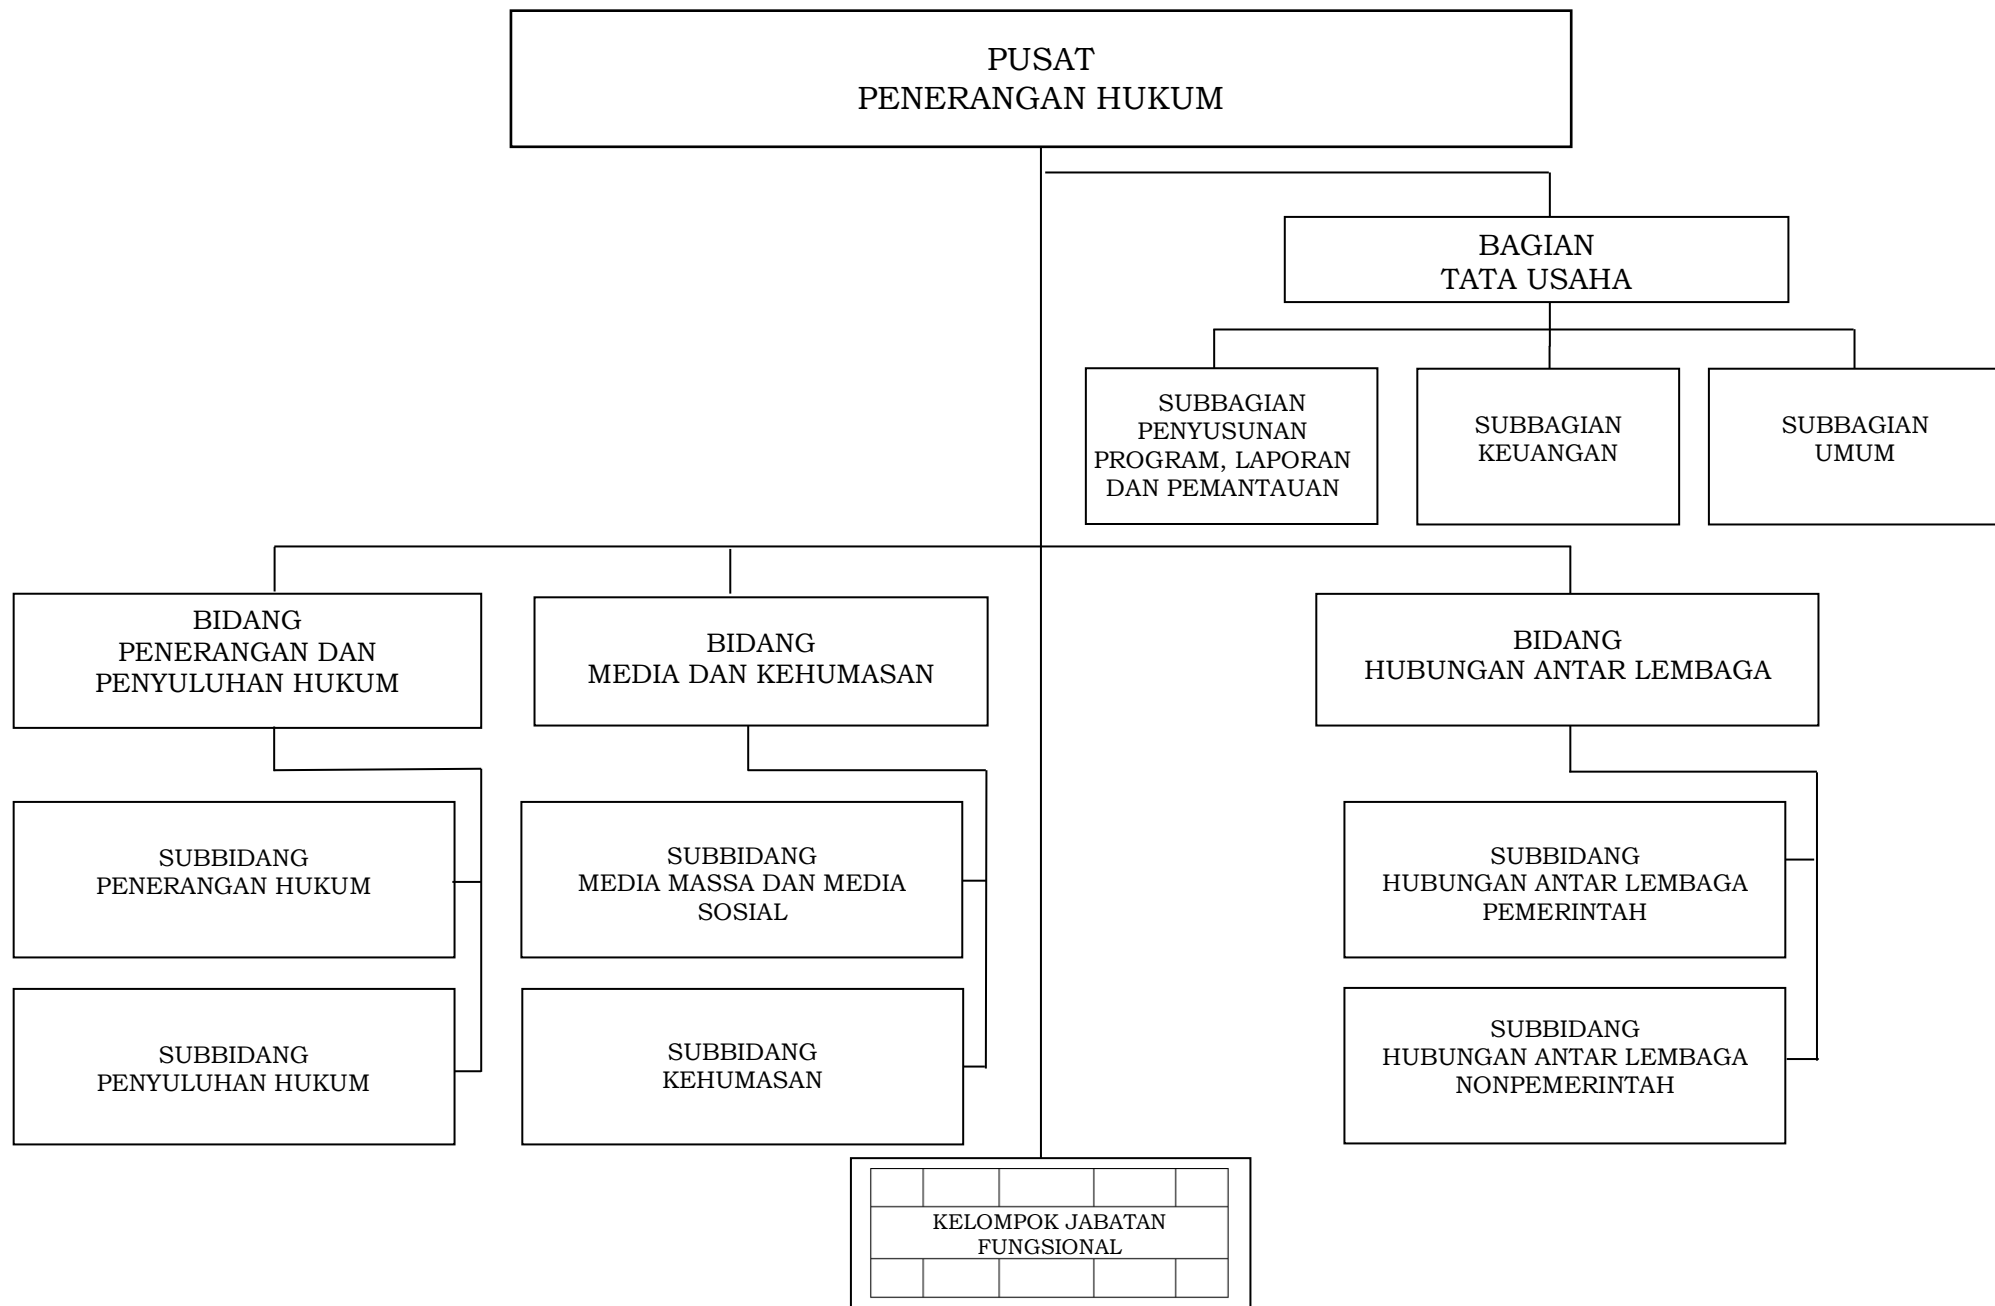 PUSAT
PENERANGAN HUKUM
BAGIAN
TATA USAHA
SUBBAGIAN
PENYUSUNAN
PROGRAM, LAPORAN
DAN PEMANTAUAN
SUBBAGIAN
KEUANGAN
SUBBAGIAN
UMUM
BIDANG
PENERANGAN DAN
PENYULUHAN HUKUM
BIDANG
MEDIA DAN KEHUMASAN
BIDANG
HUBUNGAN ANTAR LEMBAGA
SUBBIDANG
PENERANGAN HUKUM
SUBBIDANG
MEDIA MASSA DAN MEDIA
SOSIAL
SUBBIDANG
HUBUNGAN ANTAR LEMBAGA
PEMERINTAH
SUBBIDANG
PENYULUHAN HUKUM
SUBBIDANG
KEHUMASAN
SUBBIDANG
HUBUNGAN ANTAR LEMBAGA
NONPEMERINTAH
KELOMPOK JABATAN
FUNGSIONAL